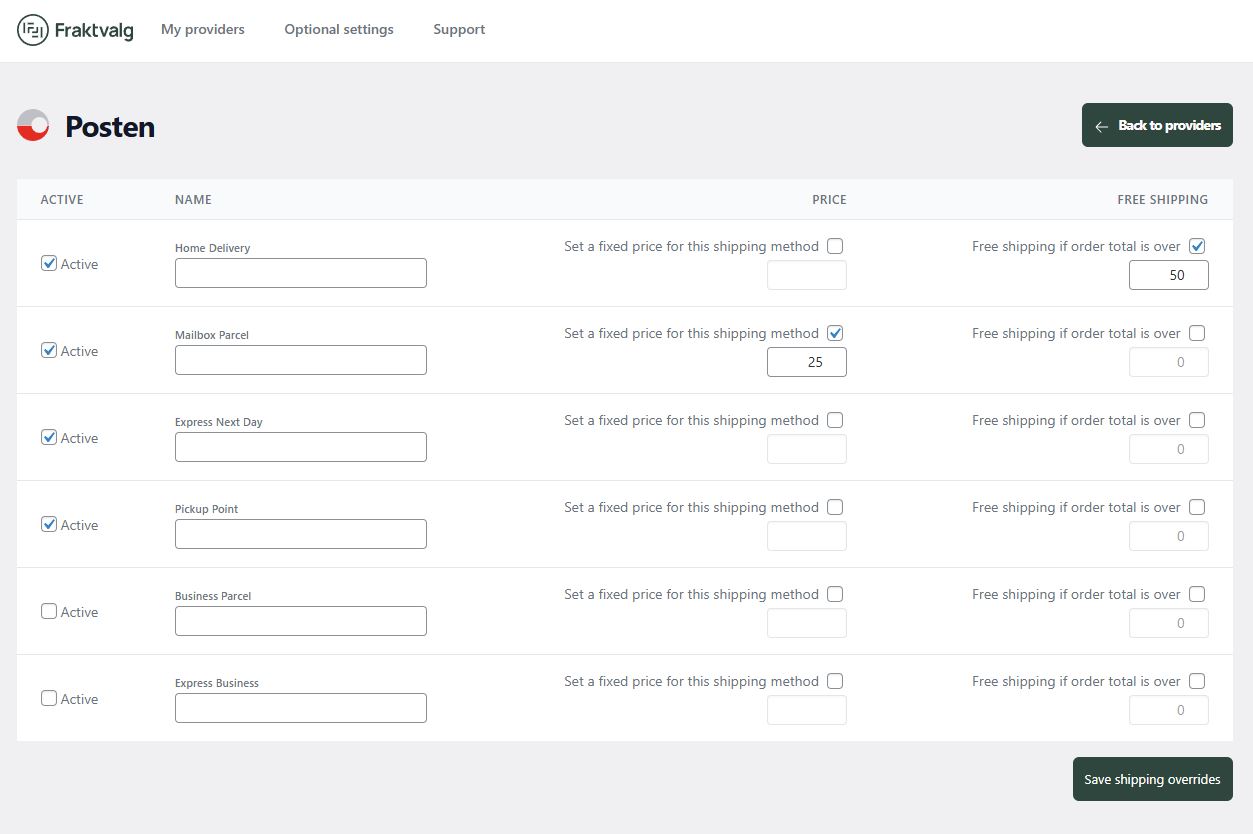 Fraktvalg My providers Optional settings Support
Posten
← Back to providers
ACTIVE NAME PRICE FREE SHIPPING
Home Delivery
Active
Set a fixed price for this shipping method
Free shipping if order total is over
50
Mailbox Parcel
Active
Set a fixed price for this shipping method
25
Free shipping if order total is over
0
Express Next Day
Active
Set a fixed price for this shipping method
Free shipping if order total is over
0
Pickup Point
Active
Set a fixed price for this shipping method
Free shipping if order total is over
0
Business Parcel
Active
Set a fixed price for this shipping method
Free shipping if order total is over
0
Express Business
Active
Set a fixed price for this shipping method
Free shipping if order total is over
0
Save shipping overrides